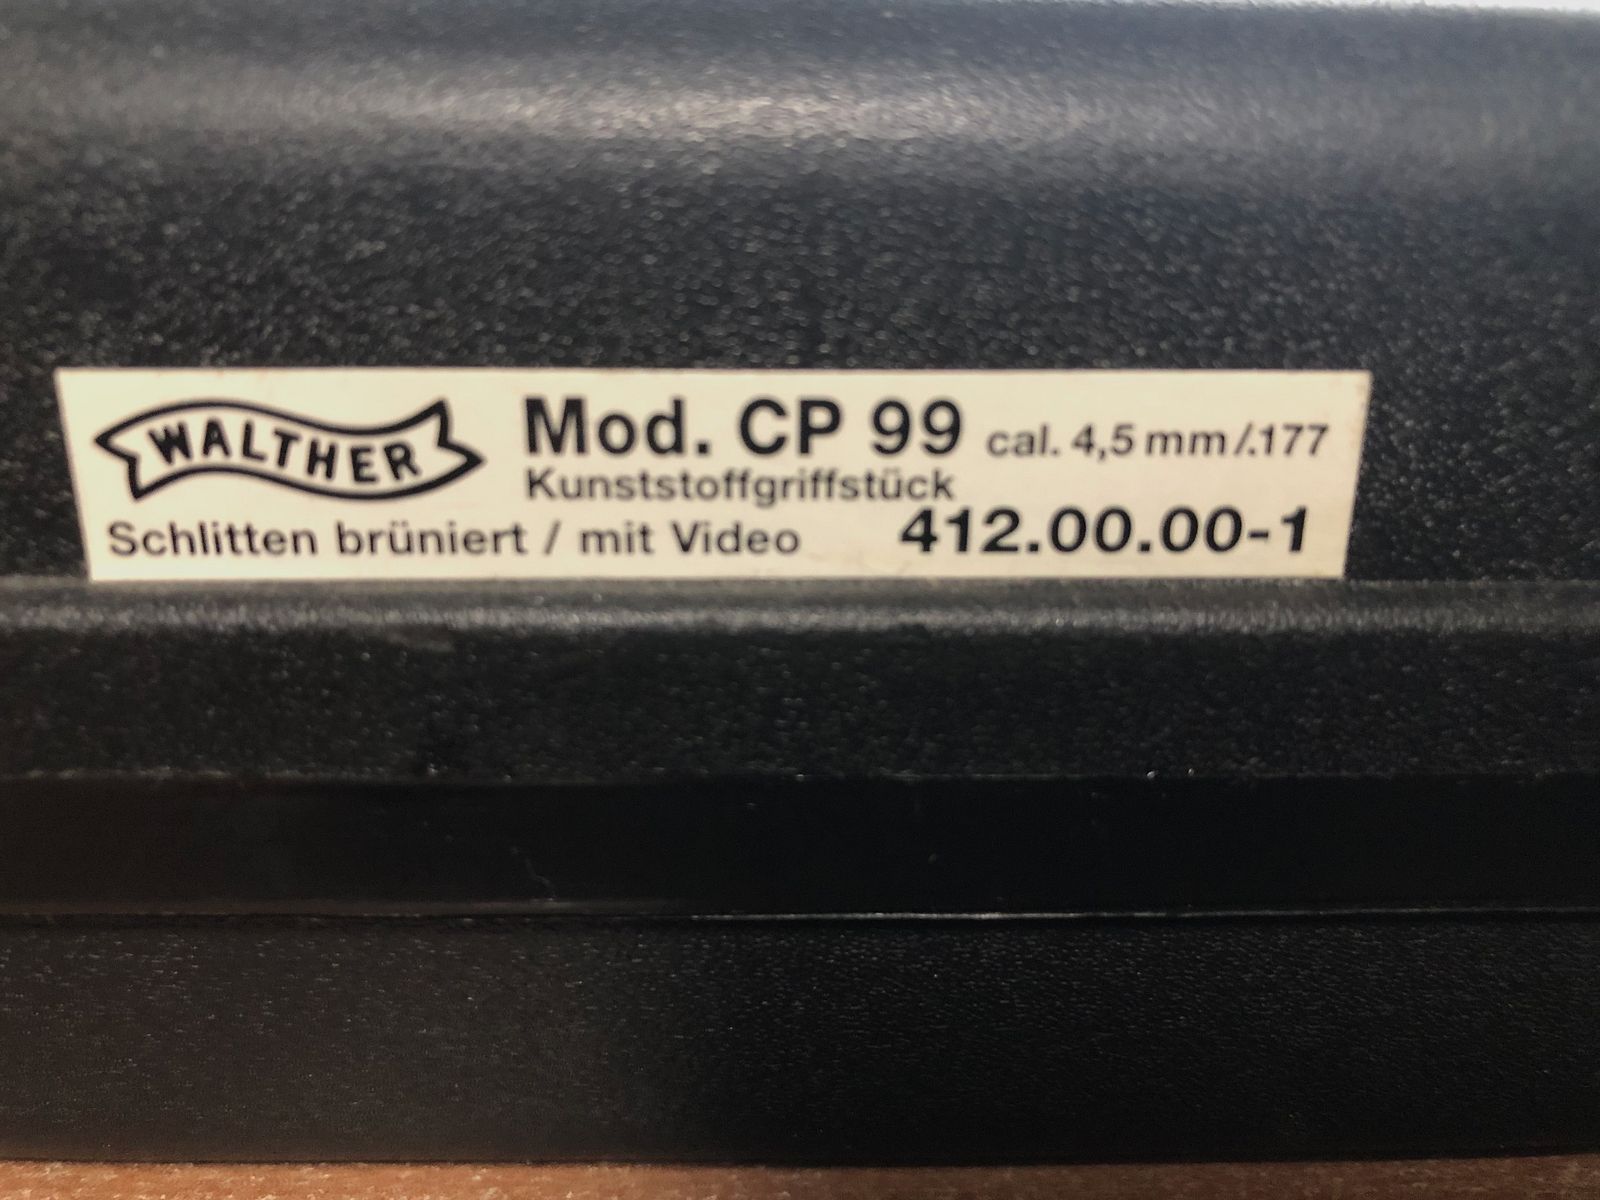 WALTHER
Mod. CP 99 cal. 4,5 mm/.177
Kunststoffgriffstück
Schlitten brüniert / mit Video 412.00.00-1